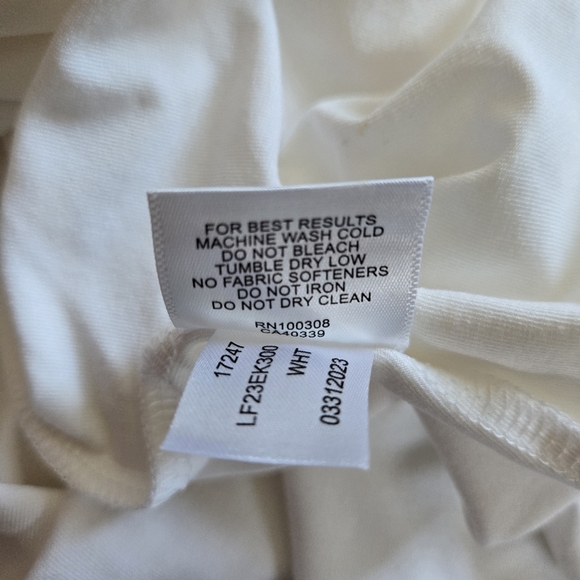 FOR BEST RESULTS
MACHINE WASH COLD
DO NOT BLEACH
TUMBLE DRY LOW
NO FABRIC SOFTENERS
DO NOT IRON
DO NOT DRY CLEAN
RN100308
CA40339
17247
LF23EK300
WHT
03312023